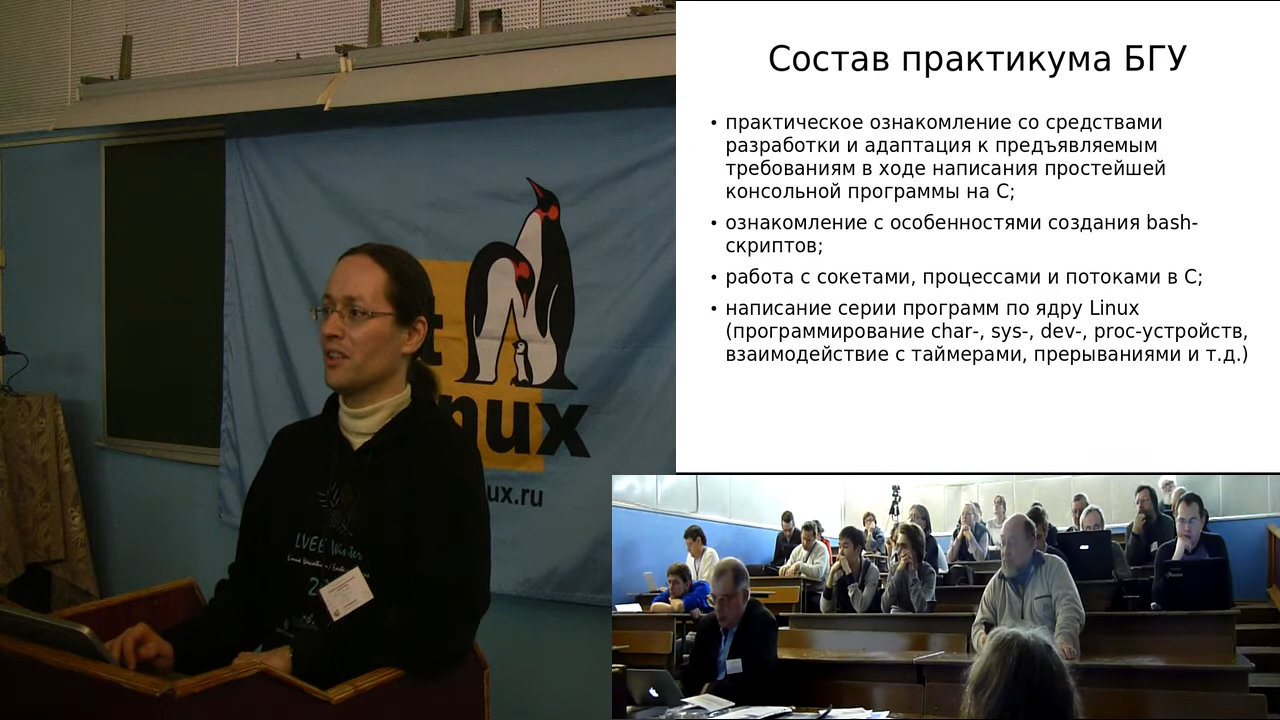 Состав практикума БГУ
• практическое ознакомление со средствами
разработки и адаптация к предъявляемым
требованиям в ходе написания простейшей
консольной программы на C;
• ознакомление с особенностями создания bash-
скриптов;
• работа с сокетами, процессами и потоками в C;
• написание серии программ по ядру Linux
(программирование char-, sys-, dev-, proc-устройств,
взаимодействие с таймерами, прерываниями и т.д.)
t
nux
ux.ru
LVEE Winter